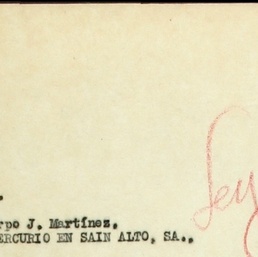 .
rpo J. Martínez.
ERCURIO EN SAIN ALTO, SA..